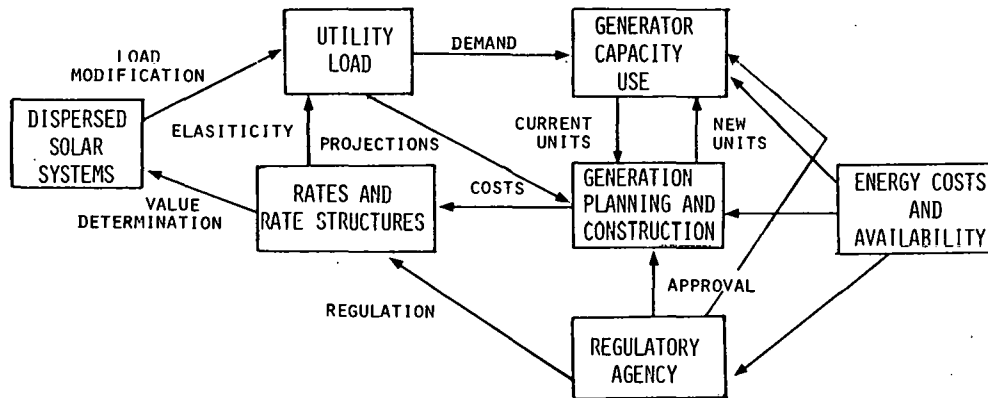 UTILITY
LOAD
DEMAND
GENERATOR
CAPACITY
USE
LOAD
MODIFICATION
DISPERSED
SOLAR
SYSTEMS
ELASITICITY
PROJECTIONS
CURRENT
UNITS
NEW
UNITS
VALUE
DETERMINATION
RATES AND
RATE STRUCTURES
COSTS
GENERATION
PLANNING AND
CONSTRUCTION
ENERGY COSTS
AND
AVAILABILITY
REGULATION
APPROVAL
REGULATORY
AGENCY